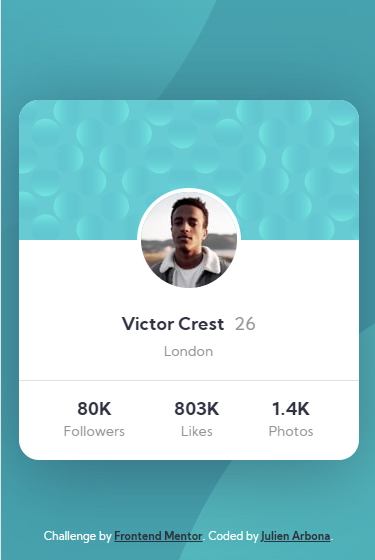 Victor Crest 26
London
80K 803K 1.4K
Followers Likes Photos
Challenge by Frontend Mentor. Coded by Julien Arbona.